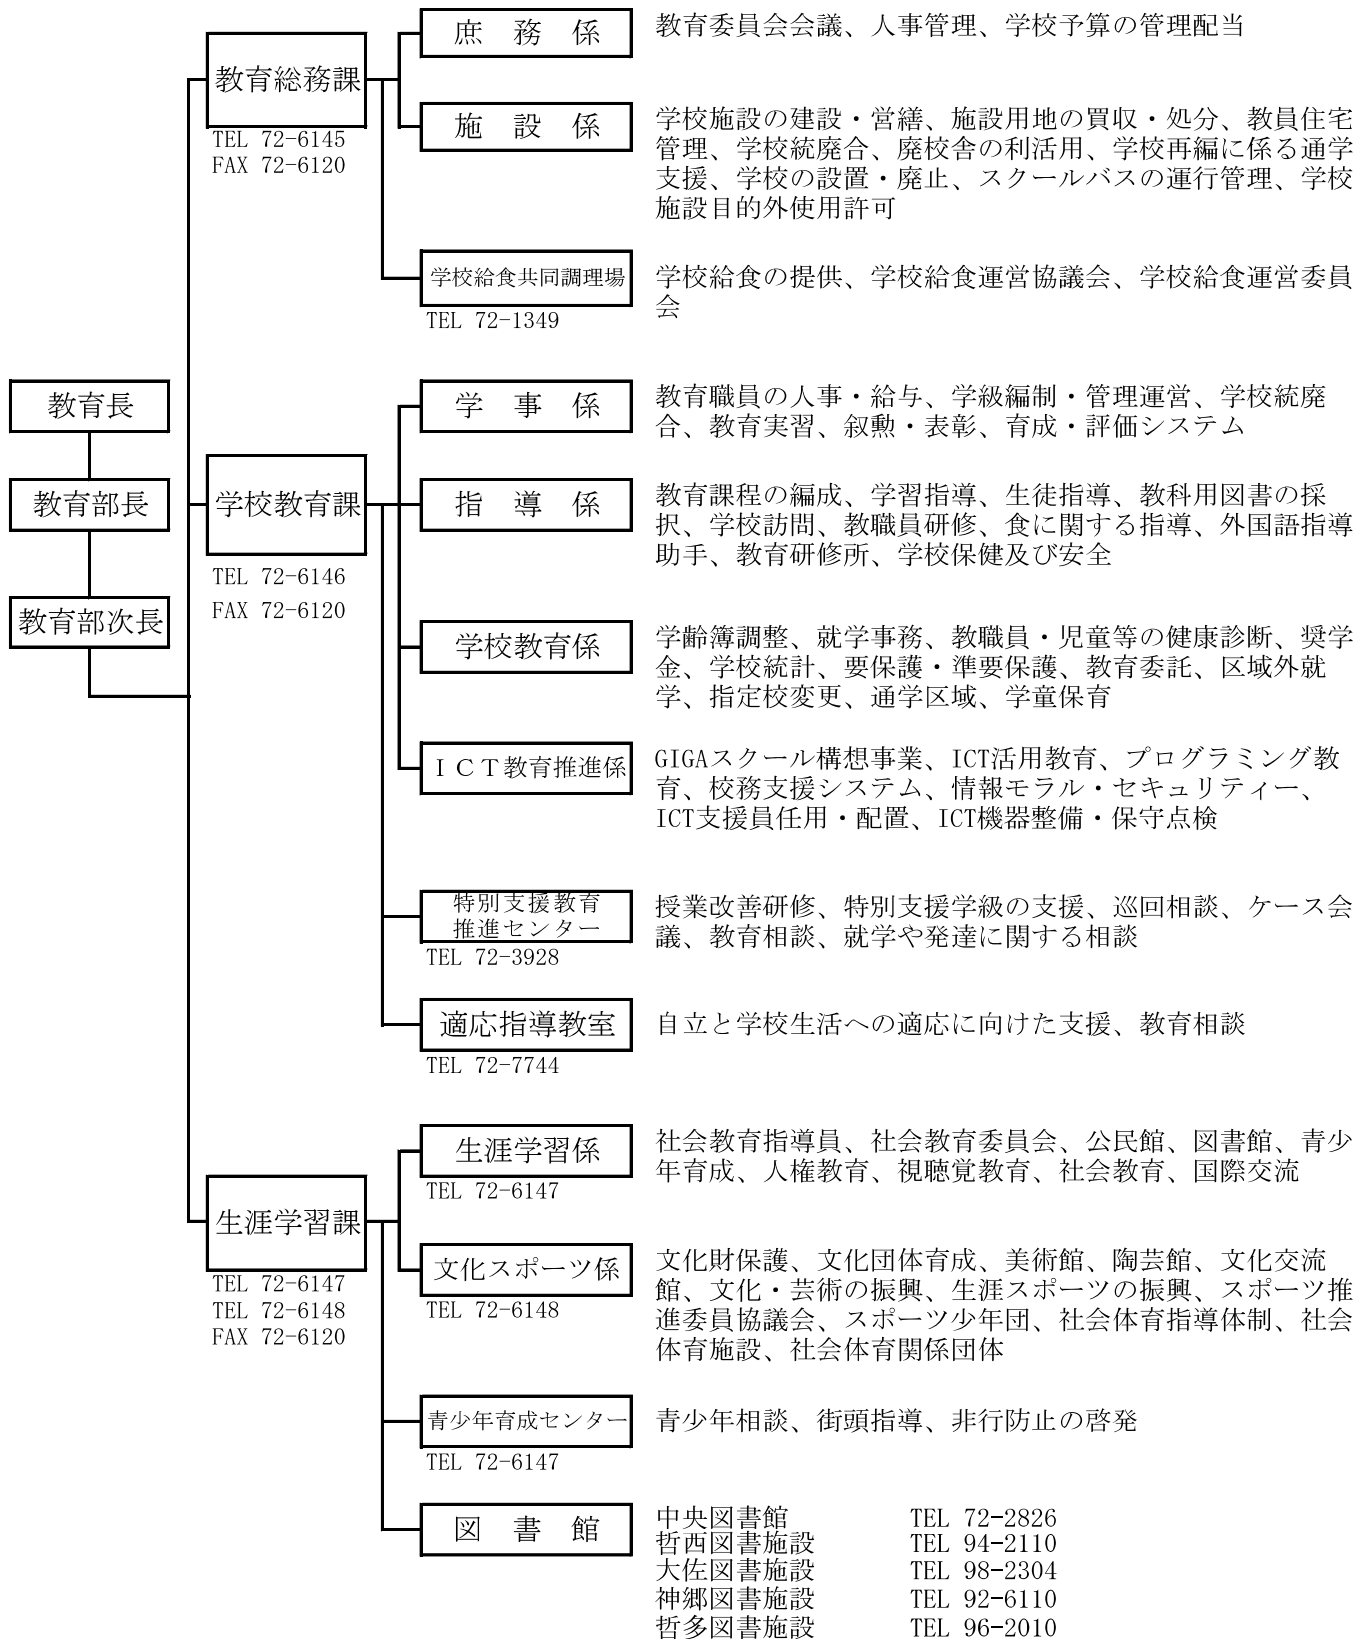 教育長
教育部長
教育部次長
教育総務課
TEL 72-6145
FAX 72-6120
庶　務　係
教育委員会会議、人事管理、学校予算の管理配当
施　設　係
学校施設の建設・営繕、施設用地の買収・処分、教員住宅
管理、学校統廃合、廃校舎の利活用、学校再編に係る通学
支援、学校の設置・廃止、スクールバスの運行管理、学校
施設目的外使用許可
学校給食共同調理場
TEL 72-1349
学校給食の提供、学校給食運営協議会、学校給食運営委員
会
学校教育課
TEL 72-6146
FAX 72-6120
学　事　係
教育職員の人事・給与、学級編制・管理運営、学校統廃
合、教育実習、叙勲・表彰、育成・評価システム
指　導　係
教育課程の編成、学習指導、生徒指導、教科用図書の採
択、学校訪問、教職員研修、食に関する指導、外国語指導
助手、教育研修所、学校保健及び安全
学校教育係
学齢簿調整、就学事務、教職員・児童等の健康診断、奨学
金、学校統計、要保護・準要保護、教育委託、区域外就
学、指定校変更、通学区域、学童保育
ＩＣＴ教育推進係
GIGAスクール構想事業、ICT活用教育、プログラミング教
育、校務支援システム、情報モラル・セキュリティー、
ICT支援員任用・配置、ICT機器整備・保守点検
特別支援教育
推進センター
TEL 72-3928
授業改善研修、特別支援学級の支援、巡回相談、ケース会
議、教育相談、就学や発達に関する相談
適応指導教室
TEL 72-7744
自立と学校生活への適応に向けた支援、教育相談
生涯学習課
TEL 72-6147
TEL 72-6148
FAX 72-6120
生涯学習係
TEL 72-6147
社会教育指導員、社会教育委員会、公民館、図書館、青少
年育成、人権教育、視聴覚教育、社会教育、国際交流
文化スポーツ係
TEL 72-6148
文化財保護、文化団体育成、美術館、陶芸館、文化交流
館、文化・芸術の振興、生涯スポーツの振興、スポーツ推
進委員協議会、スポーツ少年団、社会体育指導体制、社会
体育施設、社会体育関係団体
青少年育成センター
TEL 72-6147
青少年相談、街頭指導、非行防止の啓発
図　書　館
中央図書館 TEL 72-2826
哲西図書施設 TEL 94-2110
大佐図書施設 TEL 98-2304
神郷図書施設 TEL 92-6110
哲多図書施設 TEL 96-2010